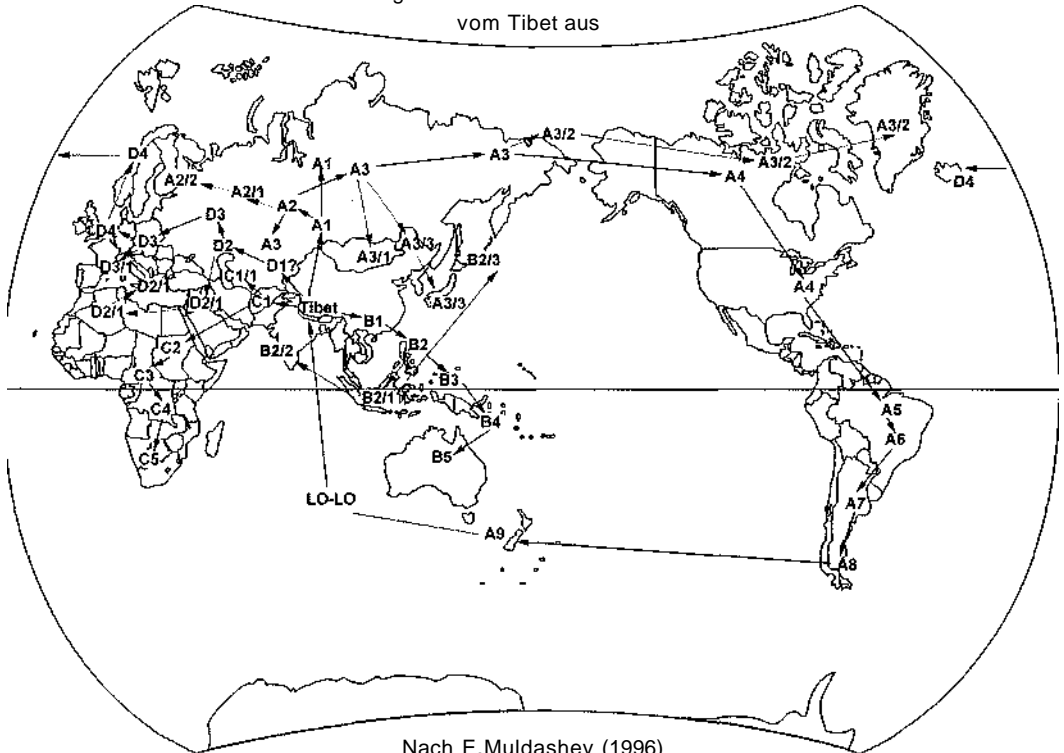 vom Tibet aus
A3/2
A3/2
D4
A1
A3
A3
A3/2
A2/2
A2/1
A4
D4
A2
D3
A1
D4
D3
D2
A3
A3/3
A3/1
B2/3
D3/1
D1?
C1/1
D2/1
A4
D2/1
C1
Tibet
A3/3
D2/1
B1
C2
B2/2
B2
C3
B3
B2/1
C4
A5
B4
A6
C5
B5
LO-LO
A7
A9
A8
Nach E.Muldashev (1996)